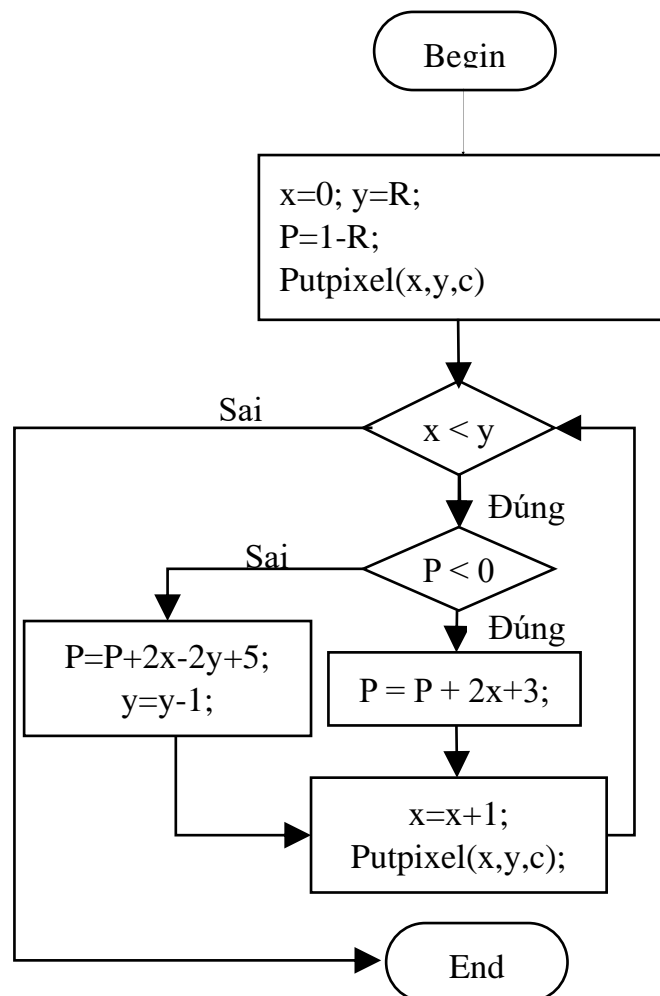 Begin
x=0; y=R;
P=1-R;
Putpixel(x,y,c)
Sai
x < y
Đúng
Sai
P < 0
Đúng
P=P+2x-2y+5;
y=y-1;
P = P + 2x+3;
x=x+1;
Putpixel(x,y,c);
End